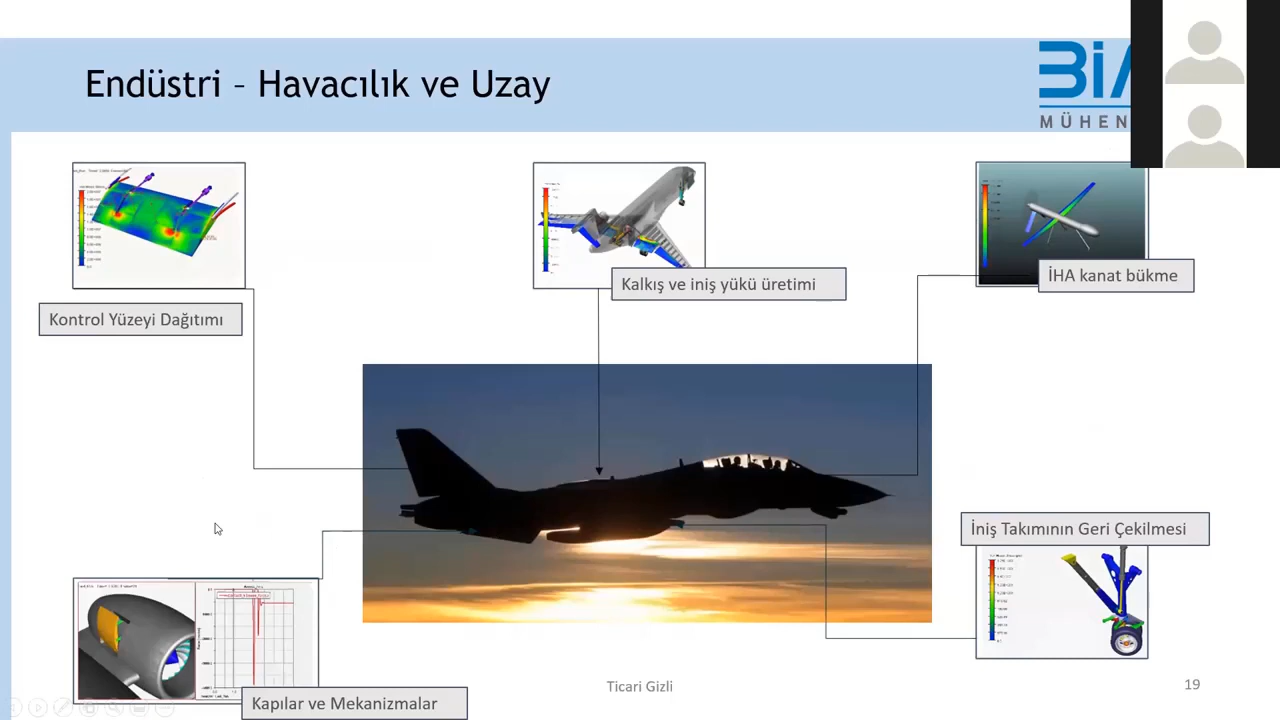 Endüstri – Havacılık ve Uzay
BİA
MÜHEN
Kalkış ve iniş yükü üretimi
İHA kanat bükme
Kontrol Yüzeyi Dağıtımı
İniş Takımının Geri Çekilmesi
Kapılar ve Mekanizmalar
Ticari Gizli
19